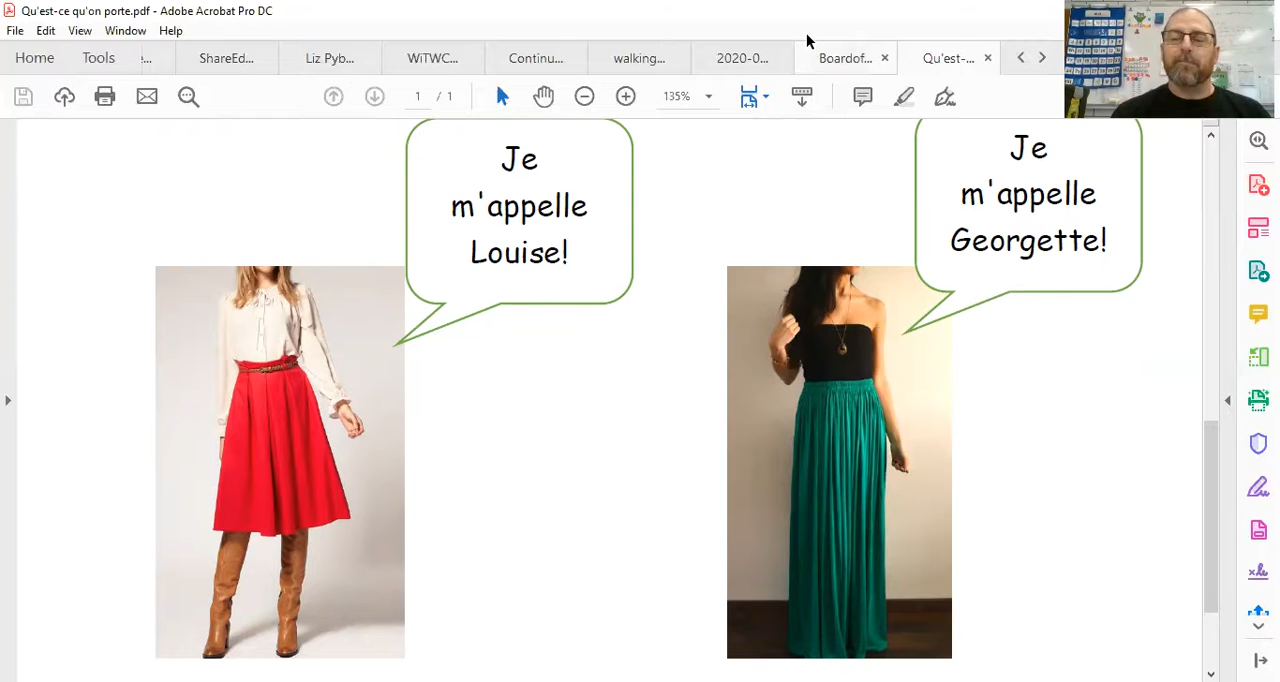 Qu'est-ce qu'on porte.pdf - Adobe Acrobat Pro DC
File Edit View Window Help
Home Tools ... ShareEd... Liz Pyb... WiTWC... Continu... walking... 2020-0... Boardof... Qu'est-...
1 / 1 135%
Je
m'appelle
Louise!
Je
m'appelle
Georgette!